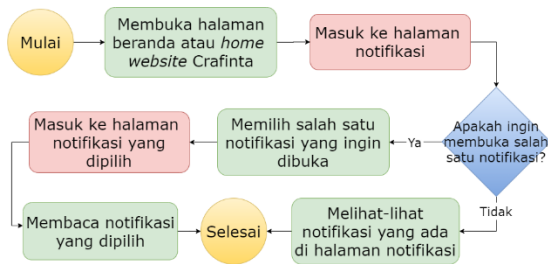 Mulai
Membuka halaman
beranda atau home
website Crafinta
Masuk ke halaman
notifikasi
Apakah ingin
membuka salah
satu notifikasi?
Ya
Memilih salah satu
notifikasi yang ingin
dibuka
Masuk ke halaman
notifikasi yang
dipilih
Membaca notifikasi
yang dipilih
Tidak
Melihat-lihat
notifikasi yang ada
di halaman notifikasi
Selesai